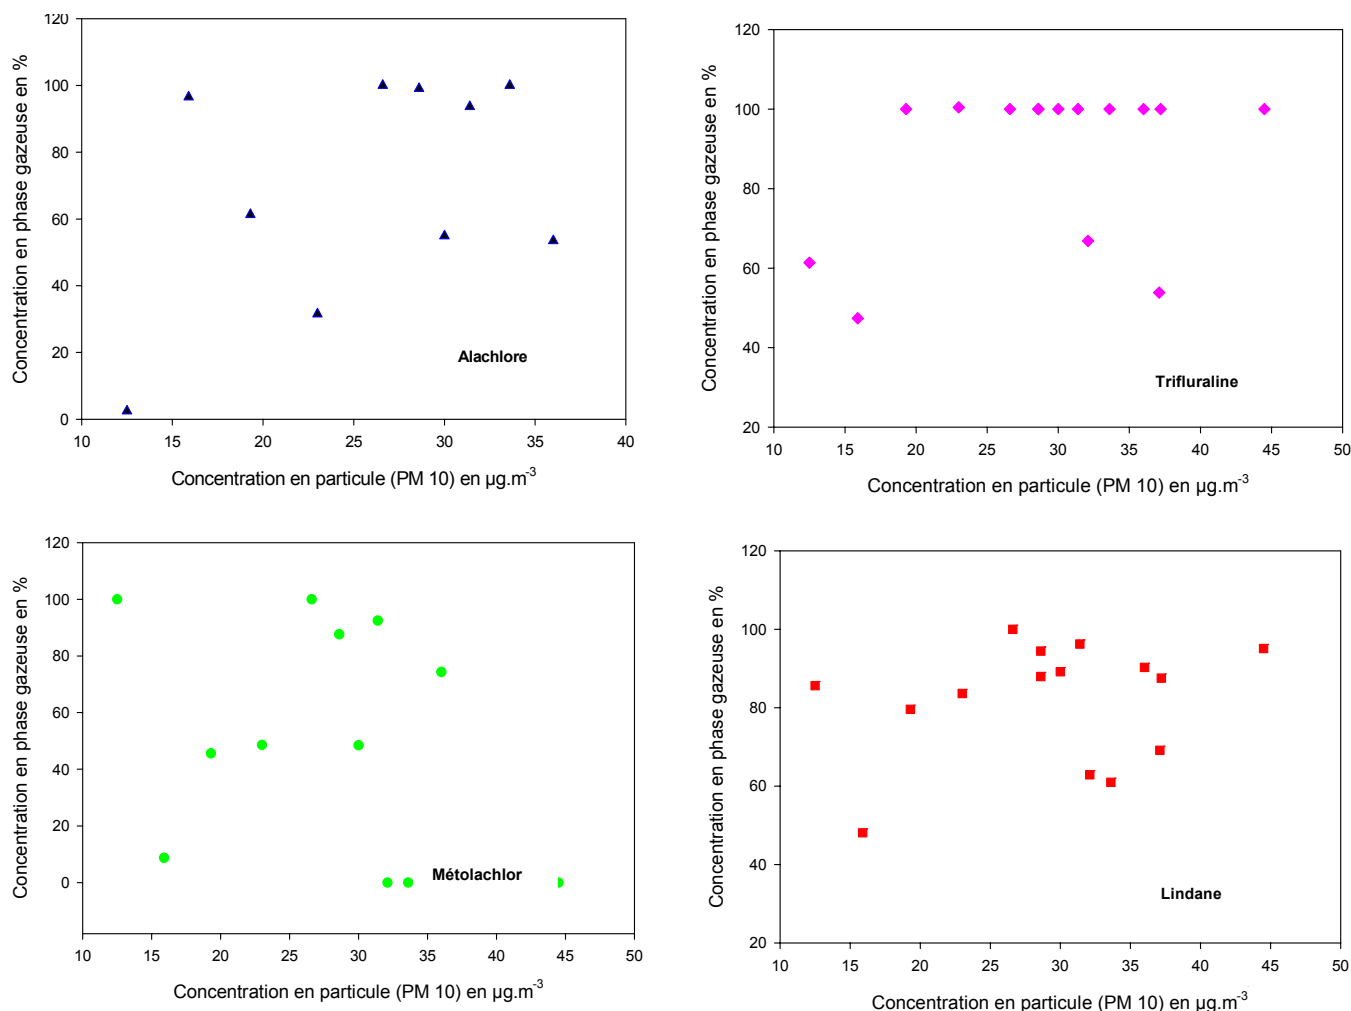 120
100
80
60
40
20
0
10 15 20 25 30 35 40
Concentration en phase gazeuse en %
Concentration en particule (PM 10) en µg.m-3
Alachlore
120
100
80
60
40
20
10 15 20 25 30 35 40 45 50
Concentration en phase gazeuse en %
Concentration en particule (PM 10) en µg.m-3
Trifluraline
120
100
80
60
40
20
0
10 15 20 25 30 35 40 45 50
Concentration en phase gazeuse en %
Concentration en particule (PM 10) en µg.m-3
Métolachlor
120
100
80
60
40
20
10 15 20 25 30 35 40 45 50
Concentration en phase gazeuse en %
Concentration en particule (PM 10) en µg.m-3
Lindane